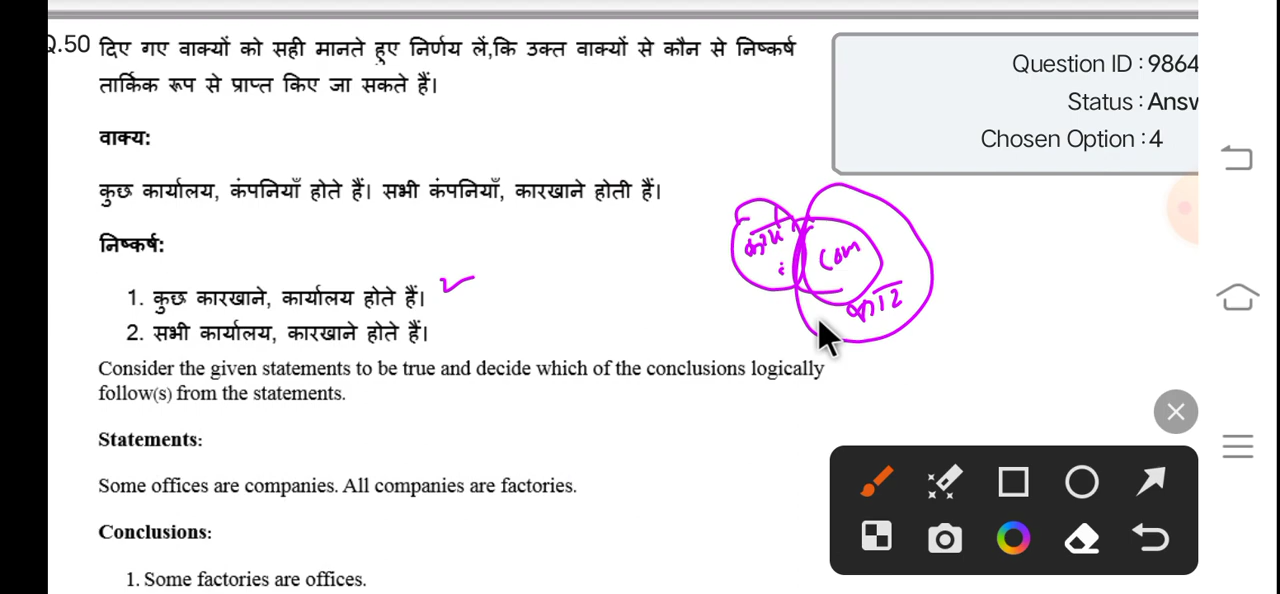 Q.50 दिए गए वाक्यों को सही मानते हुए निर्णय लें,कि उक्त वाक्यों से कौन से निष्कर्ष
तार्किक रूप से प्राप्त किए जा सकते हैं।
Question ID : 9864
Status : Answ
Chosen Option : 4
वाक्य:
कुछ कार्यालय, कंपनियाँ होते हैं। सभी कंपनियाँ, कारखाने होती हैं।
निष्कर्ष:
Com
1. कुछ कारखाने, कार्यालय होते हैं।
2. सभी कार्यालय, कारखाने होते हैं।
Consider the given statements to be true and decide which of the conclusions logically
follow(s) from the statements.
Statements:
Some offices are companies. All companies are factories.
Conclusions:
1. Some factories are offices.